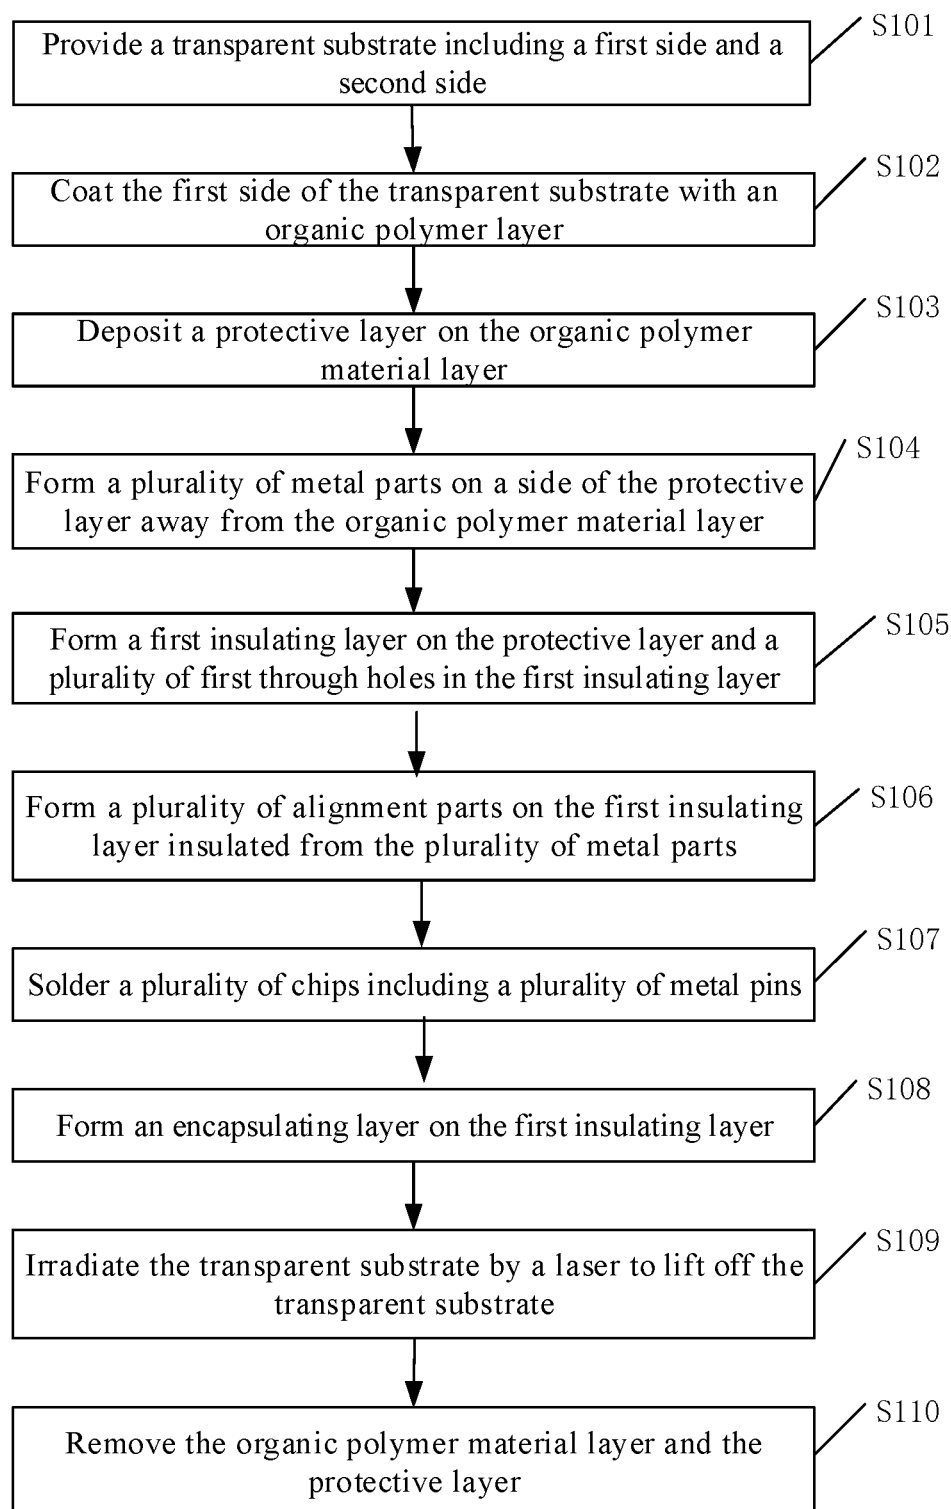 S101
Provide a transparent substrate including a first side and a
second side
S102
Coat the first side of the transparent substrate with an
organic polymer layer
S103
Deposit a protective layer on the organic polymer
material layer
S104
Form a plurality of metal parts on a side of the protective
layer away from the organic polymer material layer
S105
Form a first insulating layer on the protective layer and a
plurality of first through holes in the first insulating layer
S106
Form a plurality of alignment parts on the first insulating
layer insulated from the plurality of metal parts
S107
Solder a plurality of chips including a plurality of metal pins
S108
Form an encapsulating layer on the first insulating layer
S109
Irradiate the transparent substrate by a laser to lift off the
transparent substrate
S110
Remove the organic polymer material layer and the
protective layer